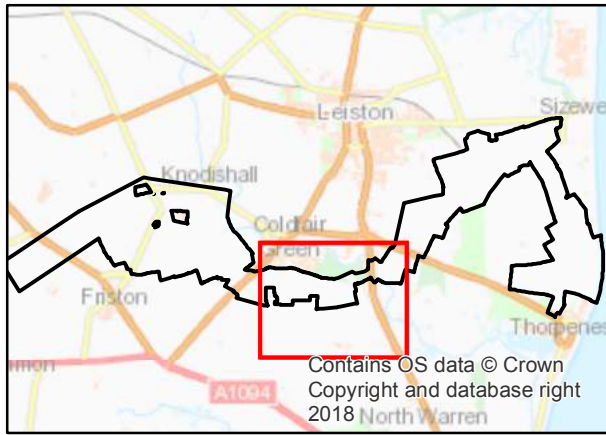 Leiston
Sizewe
Knodishall
Coldfair
Green
Friston
Thorpenes
Contains OS data © Crown
Copyright and database right
2018
A1094
North Warren